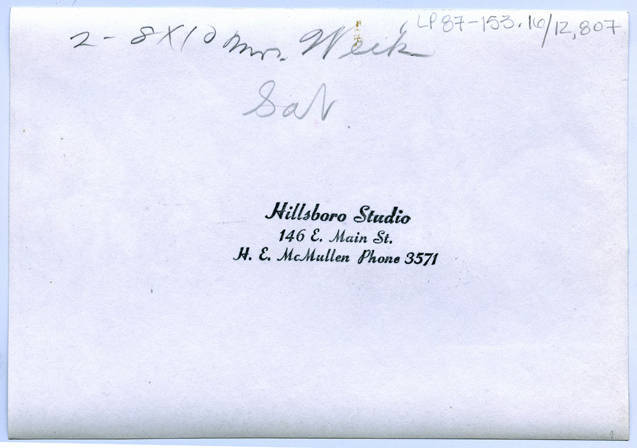 LP87-153.16/12,807
2 - 8X10 Mrs. Weik
Sat
Hillsboro Studio
146 E. Main St.
H. E. McMullen Phone 3571